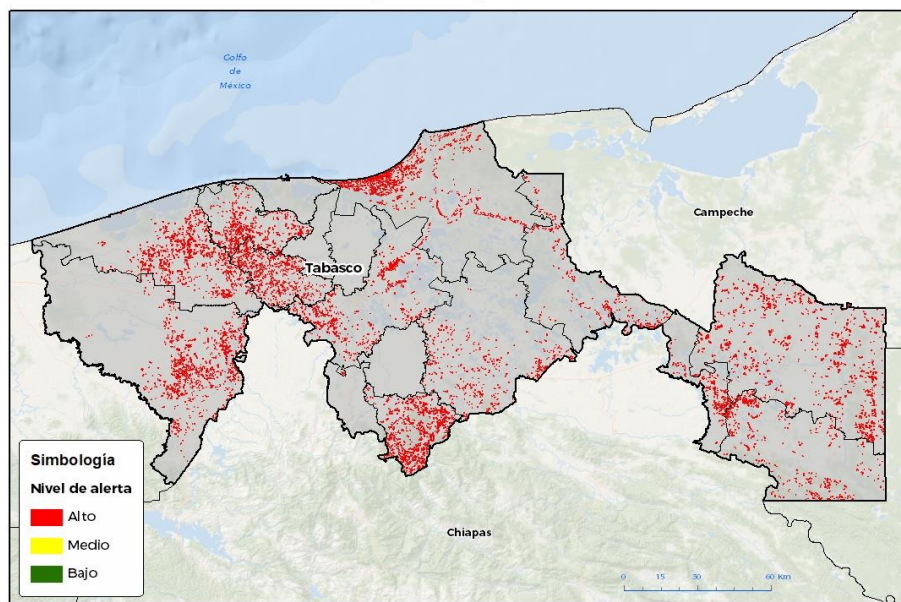 Golfo
de
México
Campeche
Tabasco
Chiapas
Simbología
Nivel de alerta
Alto
Medio
Bajo
0 15 30 60 Km